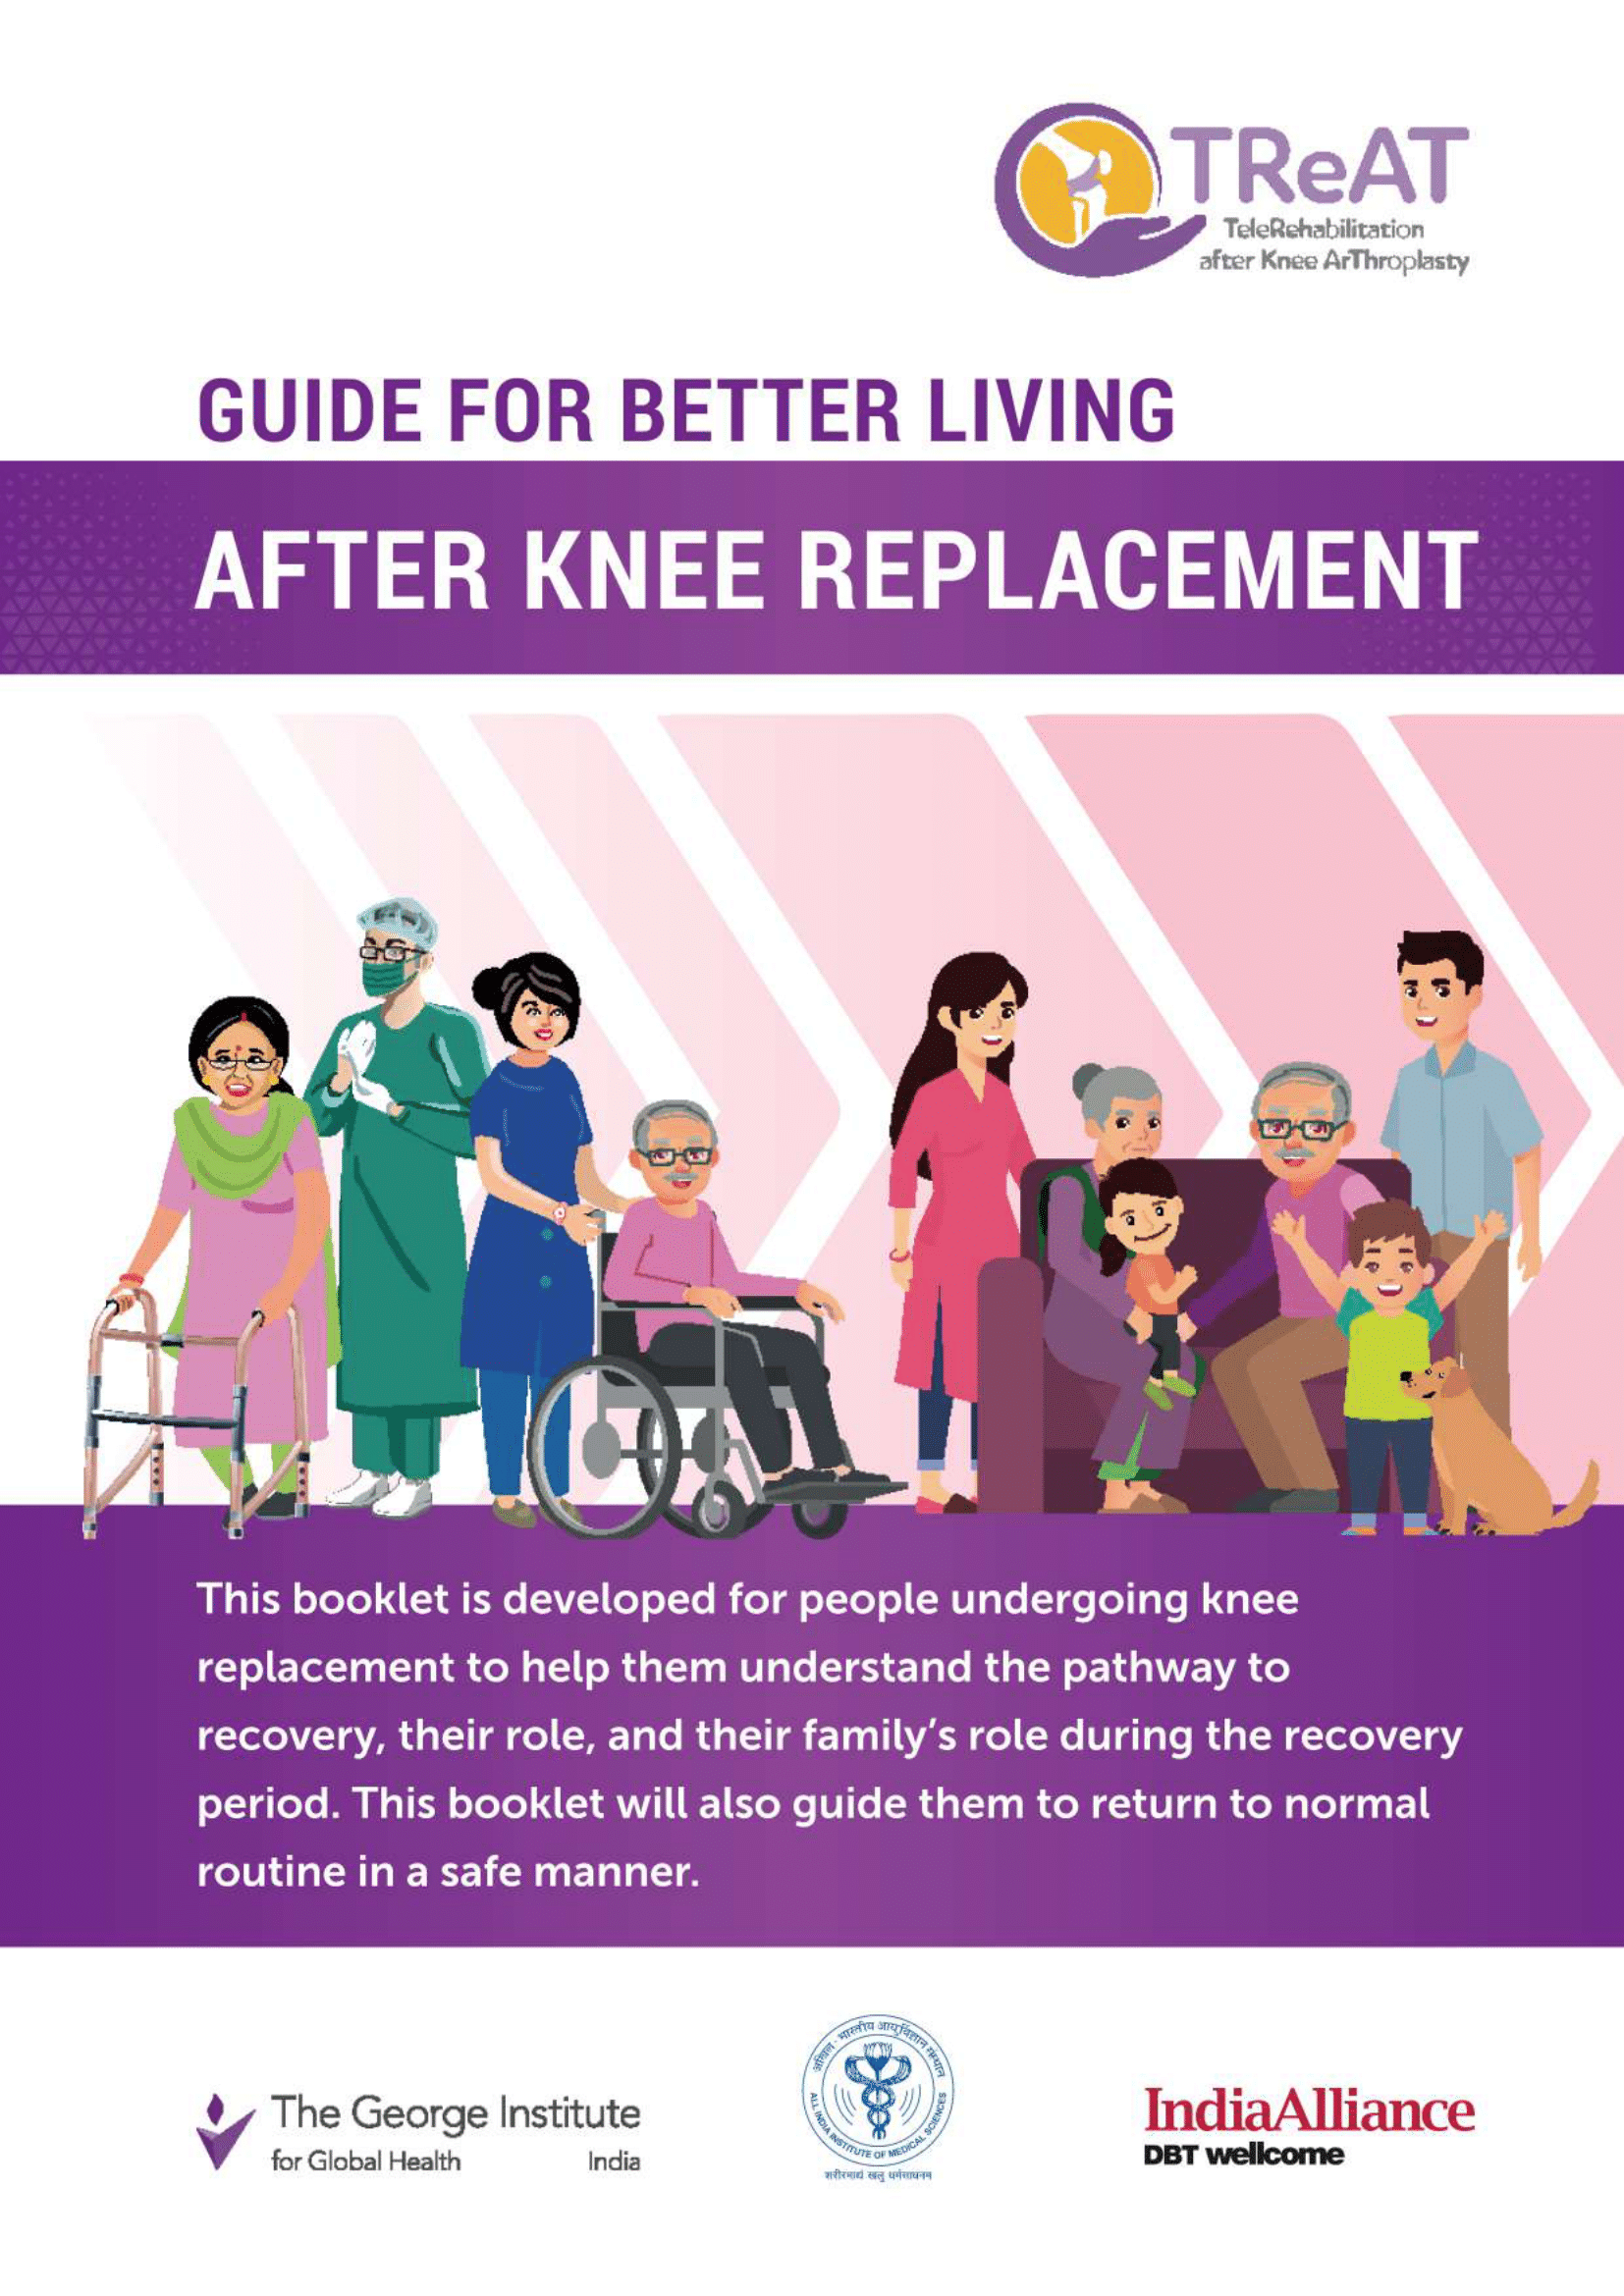 TReAT
TeleRehabilitation
after Knee ArThroplasty
GUIDE FOR BETTER LIVING
AFTER KNEE REPLACEMENT
This booklet is developed for people undergoing knee
replacement to help them understand the pathway to
recovery, their role, and their family's role during the recovery
period. This booklet will also guide them to return to normal
routine in a safe manner.
The George Institute
for Global Health India
अखिल - भारतीय आयुर्विज्ञान संस्थान
ALL INDIA INSTITUTE OF MEDICAL SCIENCES
शरीरमाद्यं खलु धर्मसाधनम्
IndiaAlliance
DBT wellcome